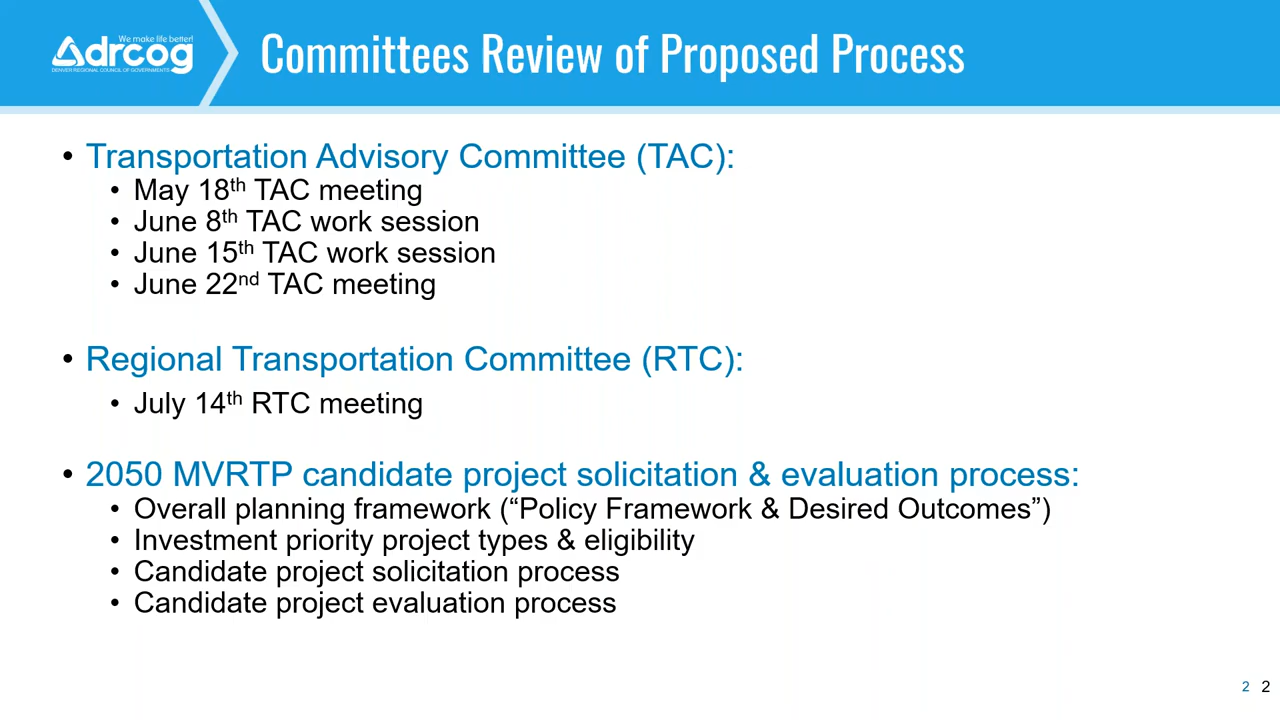 We make life better!
drcog
DENVER REGIONAL COUNCIL OF GOVERNMENTS
Committees Review of Proposed Process
• Transportation Advisory Committee (TAC):
• May 18th TAC meeting
• June 8th TAC work session
• June 15th TAC work session
• June 22nd TAC meeting
• Regional Transportation Committee (RTC):
• July 14th RTC meeting
• 2050 MVRTP candidate project solicitation & evaluation process:
• Overall planning framework (“Policy Framework & Desired Outcomes”)
• Investment priority project types & eligibility
• Candidate project solicitation process
• Candidate project evaluation process
2 2